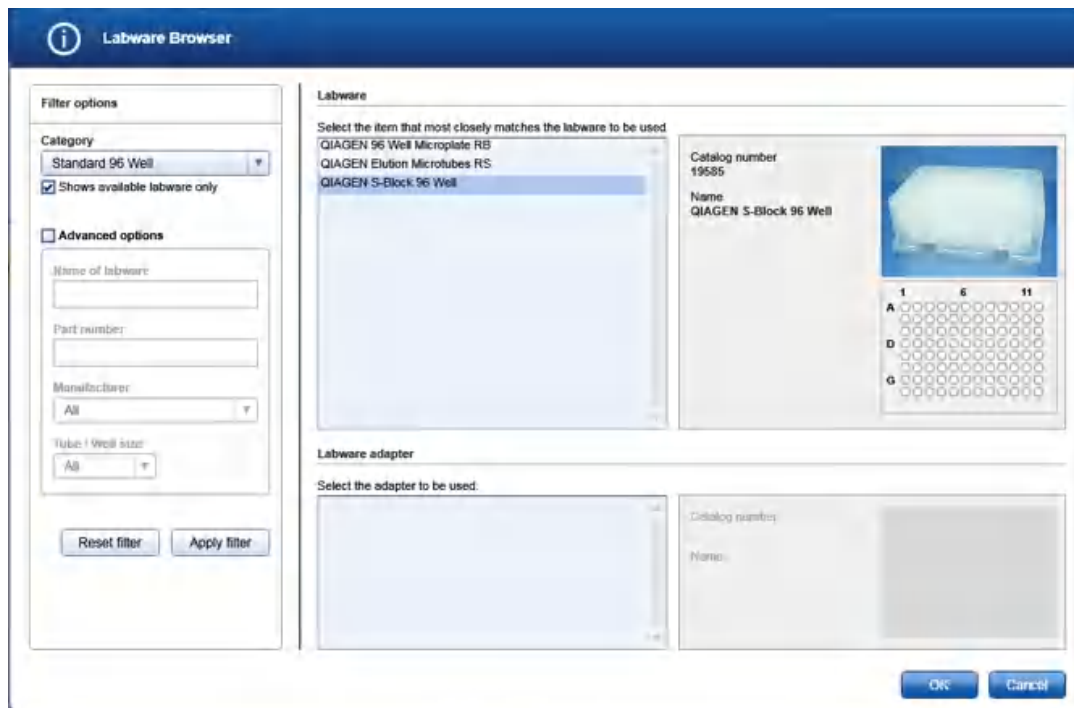 Labware Browser
Filter options
Category
Standard 96 Well
Shows available labware only
Advanced options
Name of labware
Part number
Manufacturer
All
Tube / Well size
All
Reset filter
Apply filter
Labware
Select the item that most closely matches the labware to be used
QIAGEN 96 Well Microplate RB
QIAGEN Elution Microtubes RS
QIAGEN S-Block 96 Well
Catalog number
19585
Name
QIAGEN S-Block 96 Well
1 6 11
A
D
G
Labware adapter
Select the adapter to be used.
Catalog number
Name
OK
Cancel